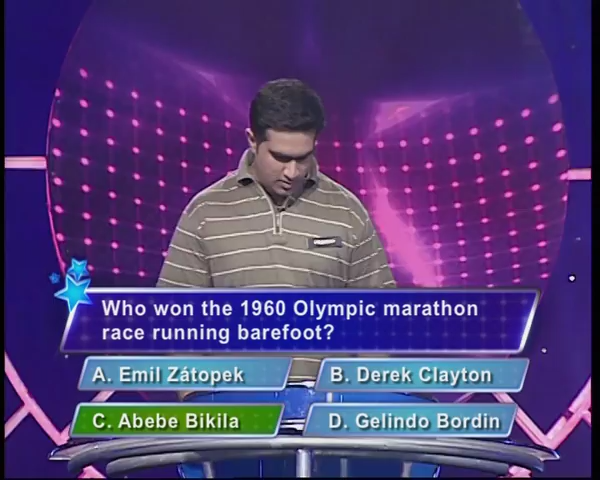 Who won the 1960 Olympic marathon
race running barefoot?
A. Emil Zátopek
B. Derek Clayton
C. Abebe Bikila
D. Gelindo Bordin